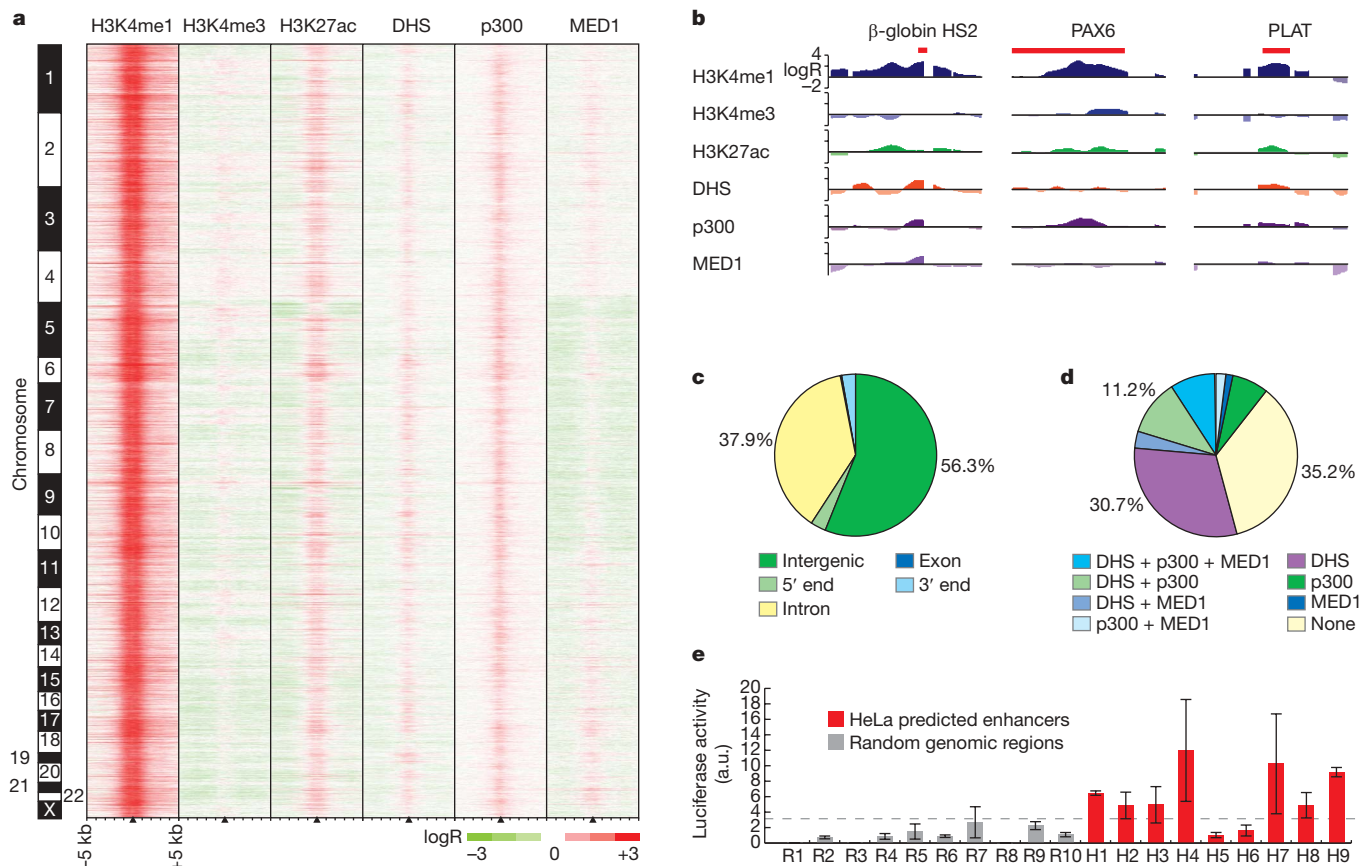 a
H3K4me1 H3K4me3 H3K27ac DHS p300 MED1
Chromosome
1
2
3
4
5
6
7
8
9
10
11
12
13
14
15
16
17
18
19
20
21
22
X
–5 kb
+5 kb
logR
–3 0 +3
b
β-globin HS2 PAX6 PLAT
4
logR
–2
H3K4me1
H3K4me3
H3K27ac
DHS
p300
MED1
c
37.9%
56.3%
Intergenic Exon
5′ end 3′ end
Intron
d
11.2%
35.2%
30.7%
DHS + p300 + MED1 DHS
DHS + p300 p300
DHS + MED1 MED1
p300 + MED1 None
e
Luciferase activity
(a.u.)
20
18
16
14
12
10
8
6
4
2
0
HeLa predicted enhancers
Random genomic regions
R1 R2 R3 R4 R5 R6 R7 R8 R9 R10 H1 H2 H3 H4 H5 H6 H7 H8 H9